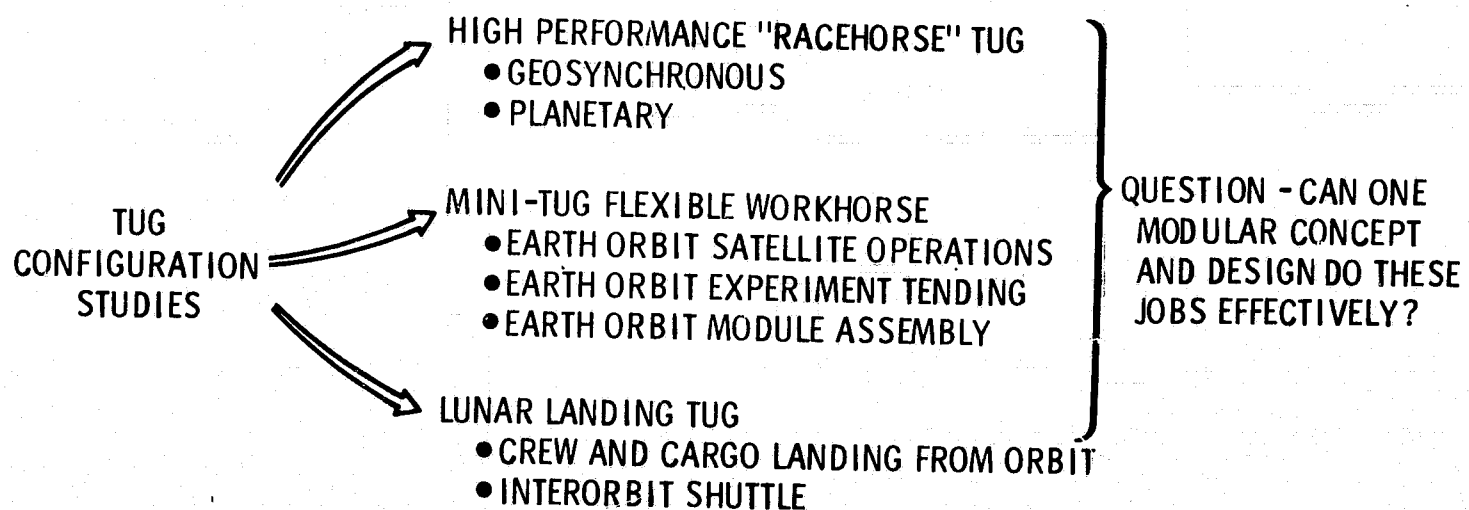 TUG
CONFIGURATION
STUDIES
HIGH PERFORMANCE "RACEHORSE" TUG
● GEOSYNCHRONOUS
● PLANETARY
MINI-TUG FLEXIBLE WORKHORSE
● EARTH ORBIT SATELLITE OPERATIONS
● EARTH ORBIT EXPERIMENT TENDING
● EARTH ORBIT MODULE ASSEMBLY
LUNAR LANDING TUG
● CREW AND CARGO LANDING FROM ORBIT
● INTERORBIT SHUTTLE
QUESTION - CAN ONE
MODULAR CONCEPT
AND DESIGN DO THESE
JOBS EFFECTIVELY?